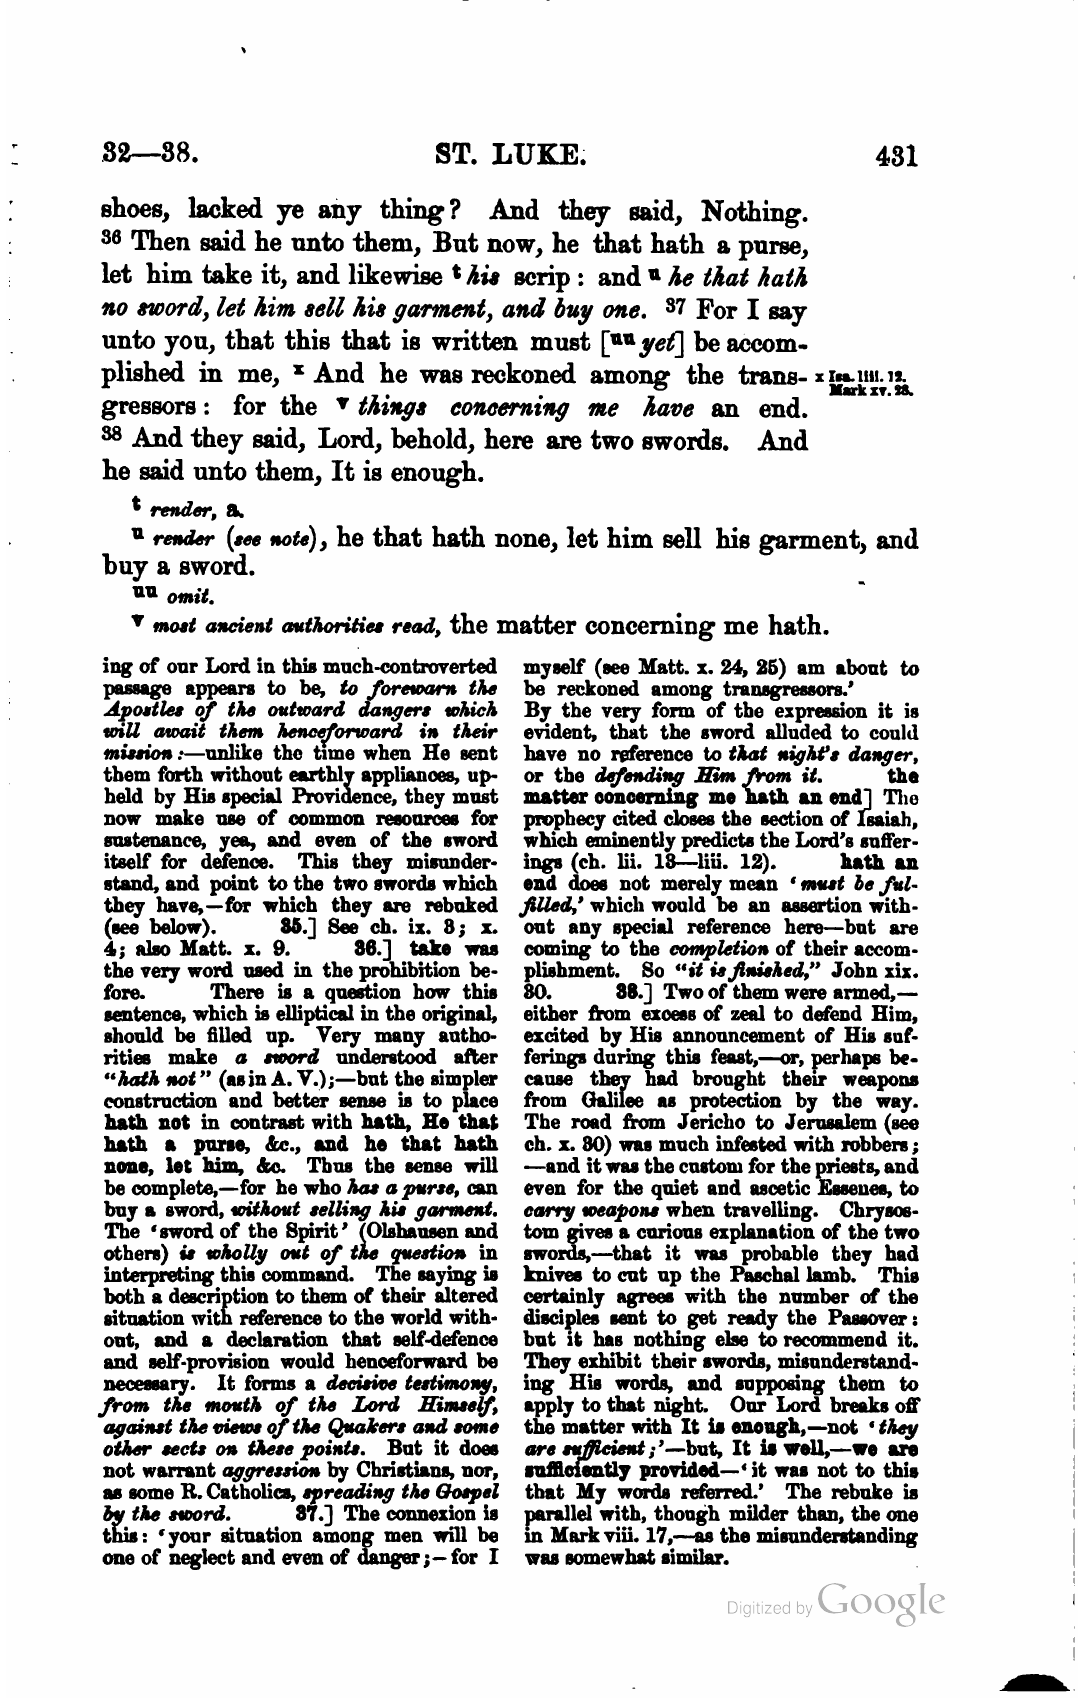 32—38. ST. LUKE. 431
shoes, lacked ye any thing? And they said, Nothing.
36 Then said he unto them, But now, he that hath a purse,
let him take it, and likewise t his scrip : and u he that hath
no sword, let him sell his garment, and buy one. 37 For I say
unto you, that this that is written must [uu yet] be accom-
plished in me, x And he was reckoned among the trans-
gressors : for the v things concerning me have an end.
38 And they said, Lord, behold, here are two swords. And
he said unto them, It is enough.
x Isa. liii. 12.
Mark xv. 28.
t render, a.
u render (see note), he that hath none, let him sell his garment, and
buy a sword.
uu omit.
v most ancient authorities read, the matter concerning me hath.
ing of our Lord in this much-controverted
passage appears to be, to forewarn the
Apostles of the outward dangers which
will await them henceforward in their
mission :—unlike the time when He sent
them forth without earthly appliances, up-
held by His special Providence, they must
now make use of common resources for
sustenance, yea, and even of the sword
itself for defence. This they misunder-
stand, and point to the two swords which
they have,—for which they are rebuked
(see below). 35.] See ch. ix. 3; x.
4; also Matt. x. 9. 36.] take was
the very word used in the prohibition be-
fore. There is a question how this
sentence, which is elliptical in the original,
should be filled up. Very many autho-
rities make a sword understood after
“hath not” (as in A. V.);—but the simpler
construction and better sense is to place
hath not in contrast with hath, He that
hath a purse, &c., and he that hath
none, let him, &c. Thus the sense will
be complete,—for he who has a purse, can
buy a sword, without selling his garment.
The ‘sword of the Spirit’ (Olshausen and
others) is wholly out of the question in
interpreting this command. The saying is
both a description to them of their altered
situation with reference to the world with-
out, and a declaration that self-defence
and self-provision would henceforward be
necessary. It forms a decisive testimony,
from the mouth of the Lord Himself,
against the views of the Quakers and some
other sects on these points. But it does
not warrant aggression by Christians, nor,
as some R. Catholics, spreading the Gospel
by the sword. 37.] The connexion is
this: ‘your situation among men will be
one of neglect and even of danger;—for I
myself (see Matt. x. 24, 25) am about to
be reckoned among transgressors.’
By the very form of the expression it is
evident, that the sword alluded to could
have no reference to that night's danger,
or the defending Him from it. the
matter concerning me hath an end] The
prophecy cited closes the section of Isaiah,
which eminently predicts the Lord's suffer-
ings (ch. lii. 13—liii. 12). hath an
end does not merely mean ‘must be ful-
filled,’ which would be an assertion with-
out any special reference here—but are
coming to the completion of their accom-
plishment. So “it is finished,” John xix.
30. 38.] Two of them were armed,—
either from excess of zeal to defend Him,
excited by His announcement of His suf-
ferings during this feast,—or, perhaps be-
cause they had brought their weapons
from Galilee as protection by the way.
The road from Jericho to Jerusalem (see
ch. x. 30) was much infested with robbers;
—and it was the custom for the priests, and
even for the quiet and ascetic Essenes, to
carry weapons when travelling. Chrysos-
tom gives a curious explanation of the two
swords,—that it was probable they had
knives to cut up the Paschal lamb. This
certainly agrees with the number of the
disciples sent to get ready the Passover:
but it has nothing else to recommend it.
They exhibit their swords, misunderstand-
ing His words, and supposing them to
apply to that night. Our Lord breaks off
the matter with It is enough,—not ‘they
are sufficient;’—but, It is well,—we are
sufficiently provided—‘it was not to this
that My words referred.’ The rebuke is
parallel with, though milder than, the one
in Mark viii. 17,—as the misunderstanding
was somewhat similar.
Digitized by Google